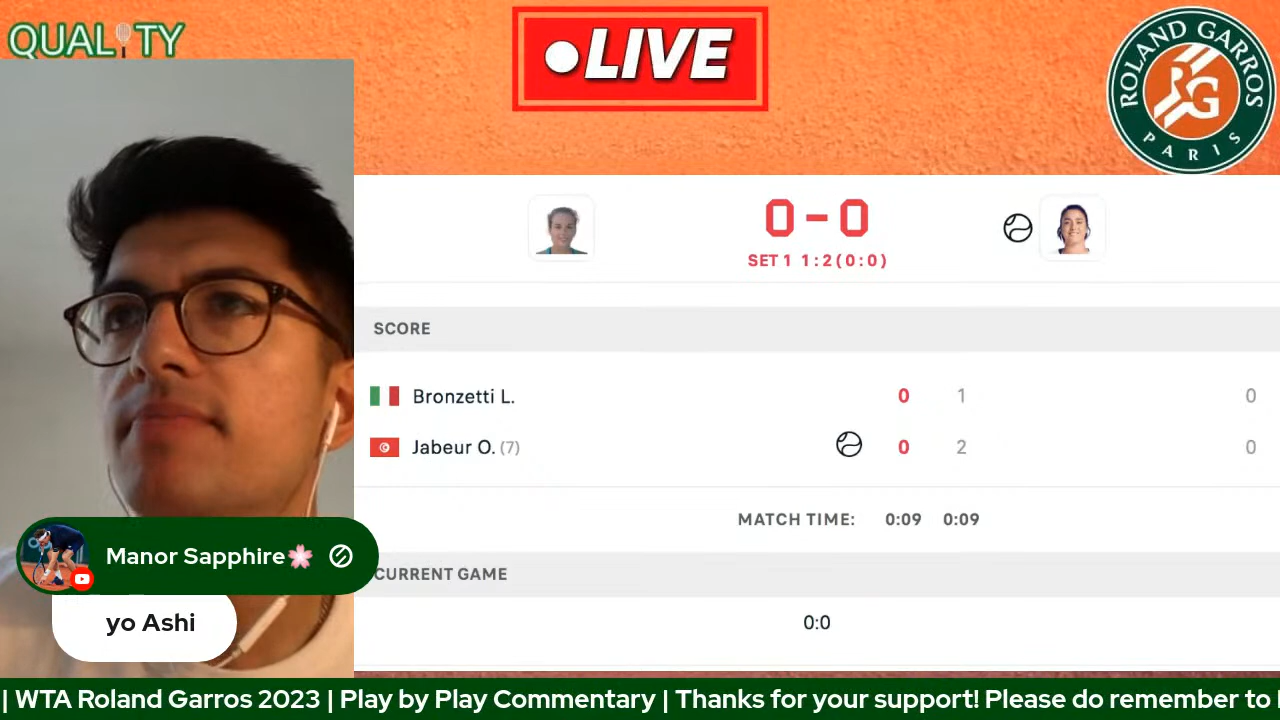 QUALITY
LIVE
ROLAND GARROS
PARIS
RG
0 - 0
SET 1 1 : 2 ( 0 : 0 )
SCORE
Bronzetti L. 0 1 0
Jabeur O. (7) 0 2 0
MATCH TIME: 0:09 0:09
CURRENT GAME
0:0
Manor Sapphire🌸
yo Ashi
| WTA Roland Garros 2023 | Play by Play Commentary | Thanks for your support! Please do remember to